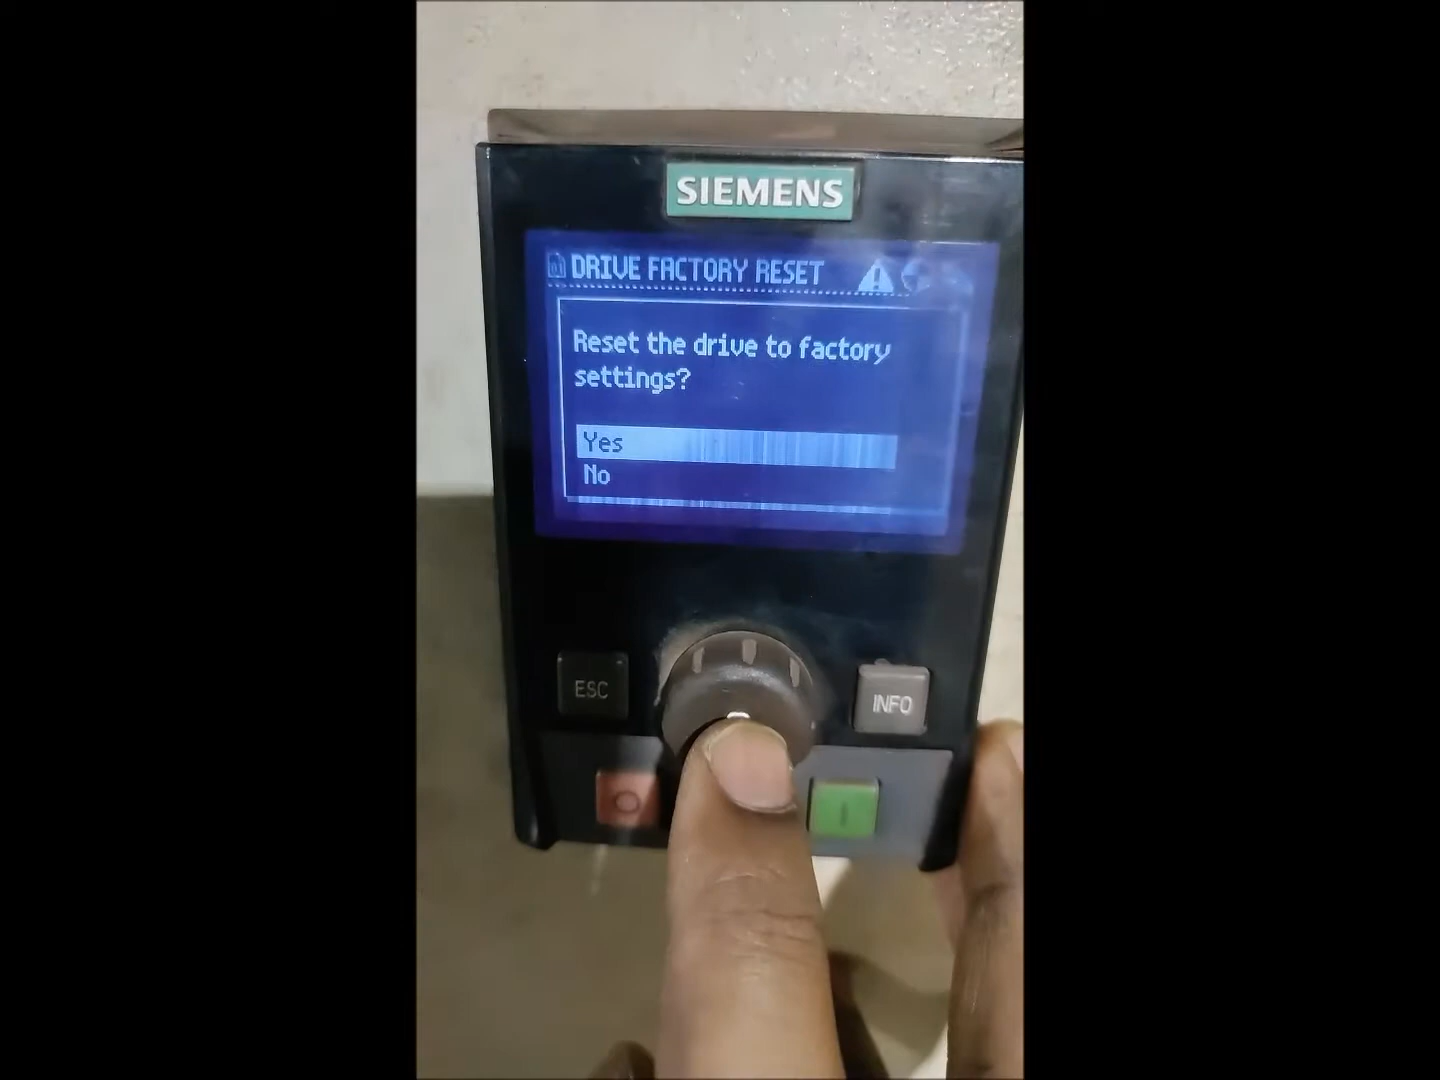 SIEMENS
DRIVE FACTORY RESET
Reset the drive to factory
settings?
Yes
No
ESC
INFO